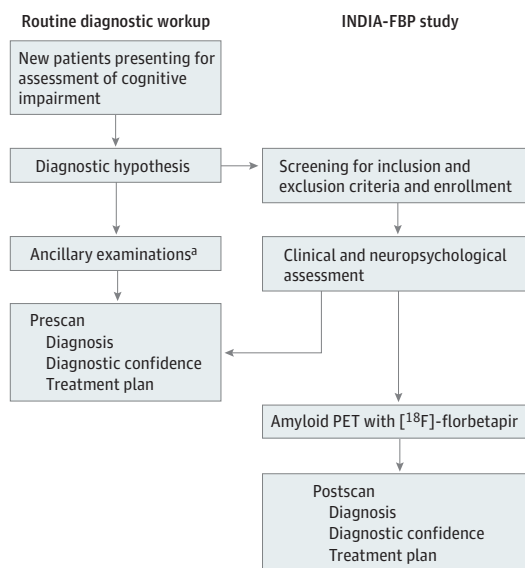 Routine diagnostic workup
New patients presenting for
assessment of cognitive
impairment
Diagnostic hypothesis
Ancillary examinationsᵃ
Prescan
Diagnosis
Diagnostic confidence
Treatment plan
INDIA-FBP study
Screening for inclusion and
exclusion criteria and enrollment
Clinical and neuropsychological
assessment
Amyloid PET with [¹⁸F]-florbetapir
Postscan
Diagnosis
Diagnostic confidence
Treatment plan